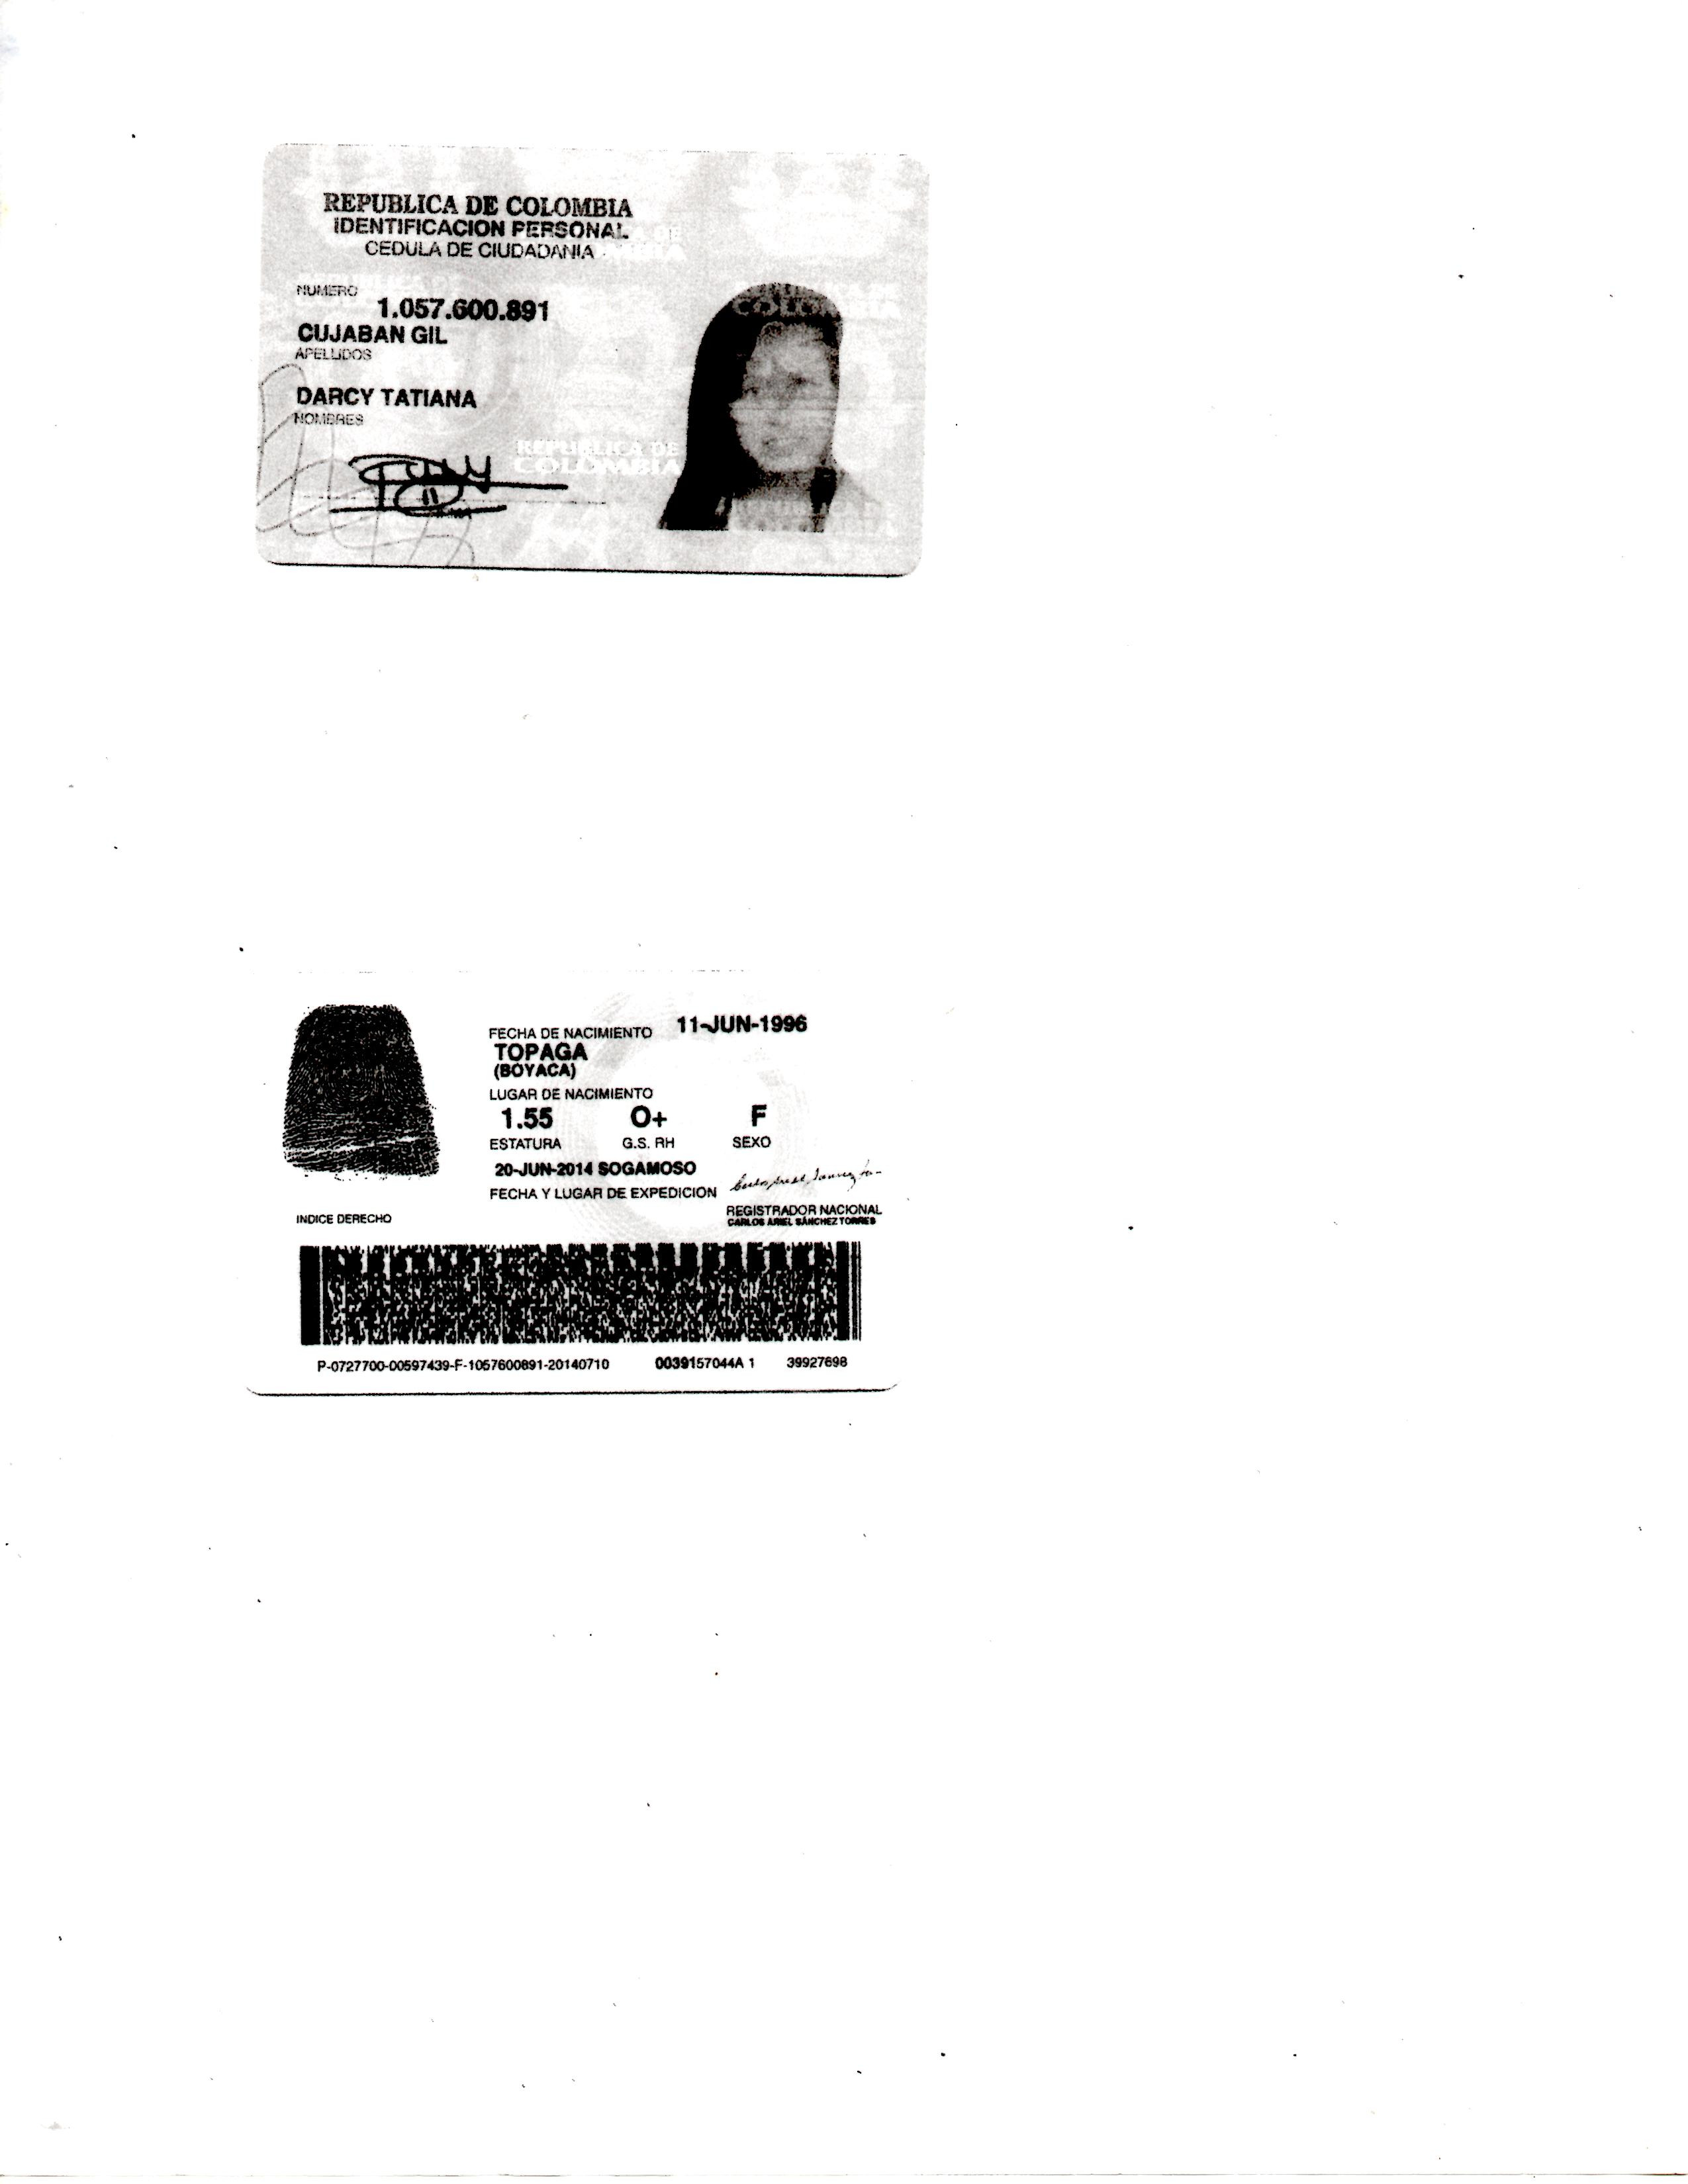 REPUBLICA DE COLOMBIA
IDENTIFICACION PERSONAL
CEDULA DE CIUDADANIA
NUMERO 1.057.600.891
CUJABAN GIL
APELLIDOS
DARCY TATIANA
NOMBRES
REPUBLICA DE
COLOMBIA
FECHA DE NACIMIENTO 11-JUN-1996
TOPAGA
(BOYACA)
LUGAR DE NACIMIENTO
1.55 O+ F
ESTATURA G.S. RH SEXO
20-JUN-2014 SOGAMOSO
FECHA Y LUGAR DE EXPEDICION
REGISTRADOR NACIONAL
CARLOS ARIEL SÁNCHEZ TORRES
INDICE DERECHO
P-0727700-00597439-F-1057600891-20140710 0039157044A 1 39927698